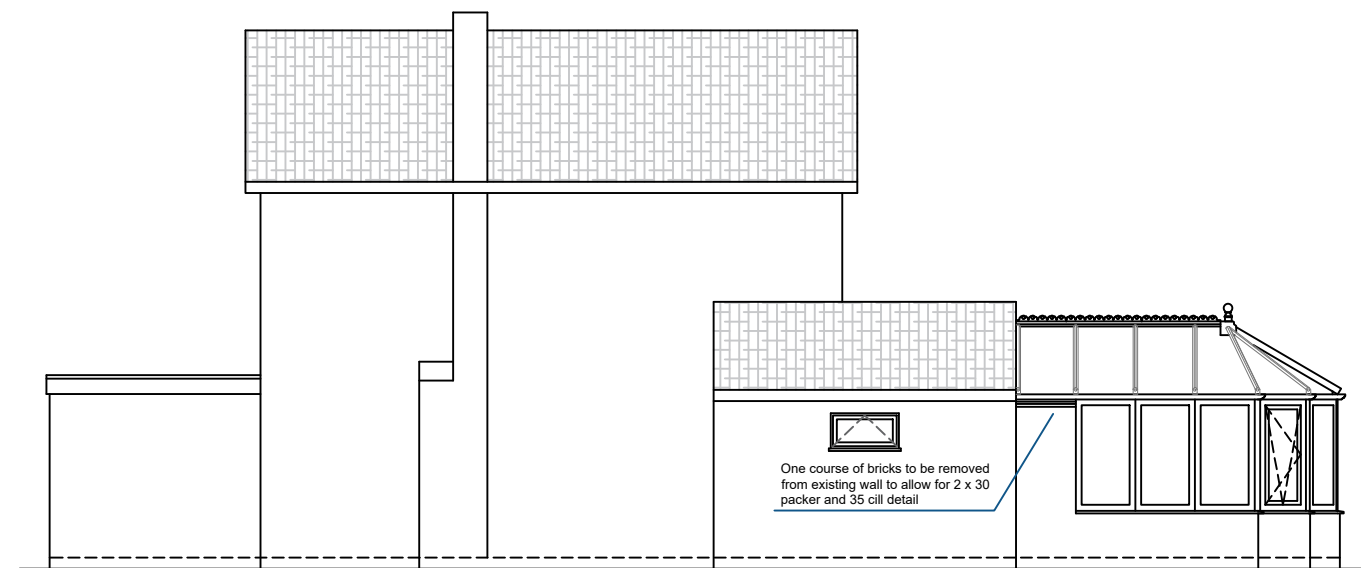 One course of bricks to be removed
from existing wall to allow for 2 x 30
packer and 35 cill detail